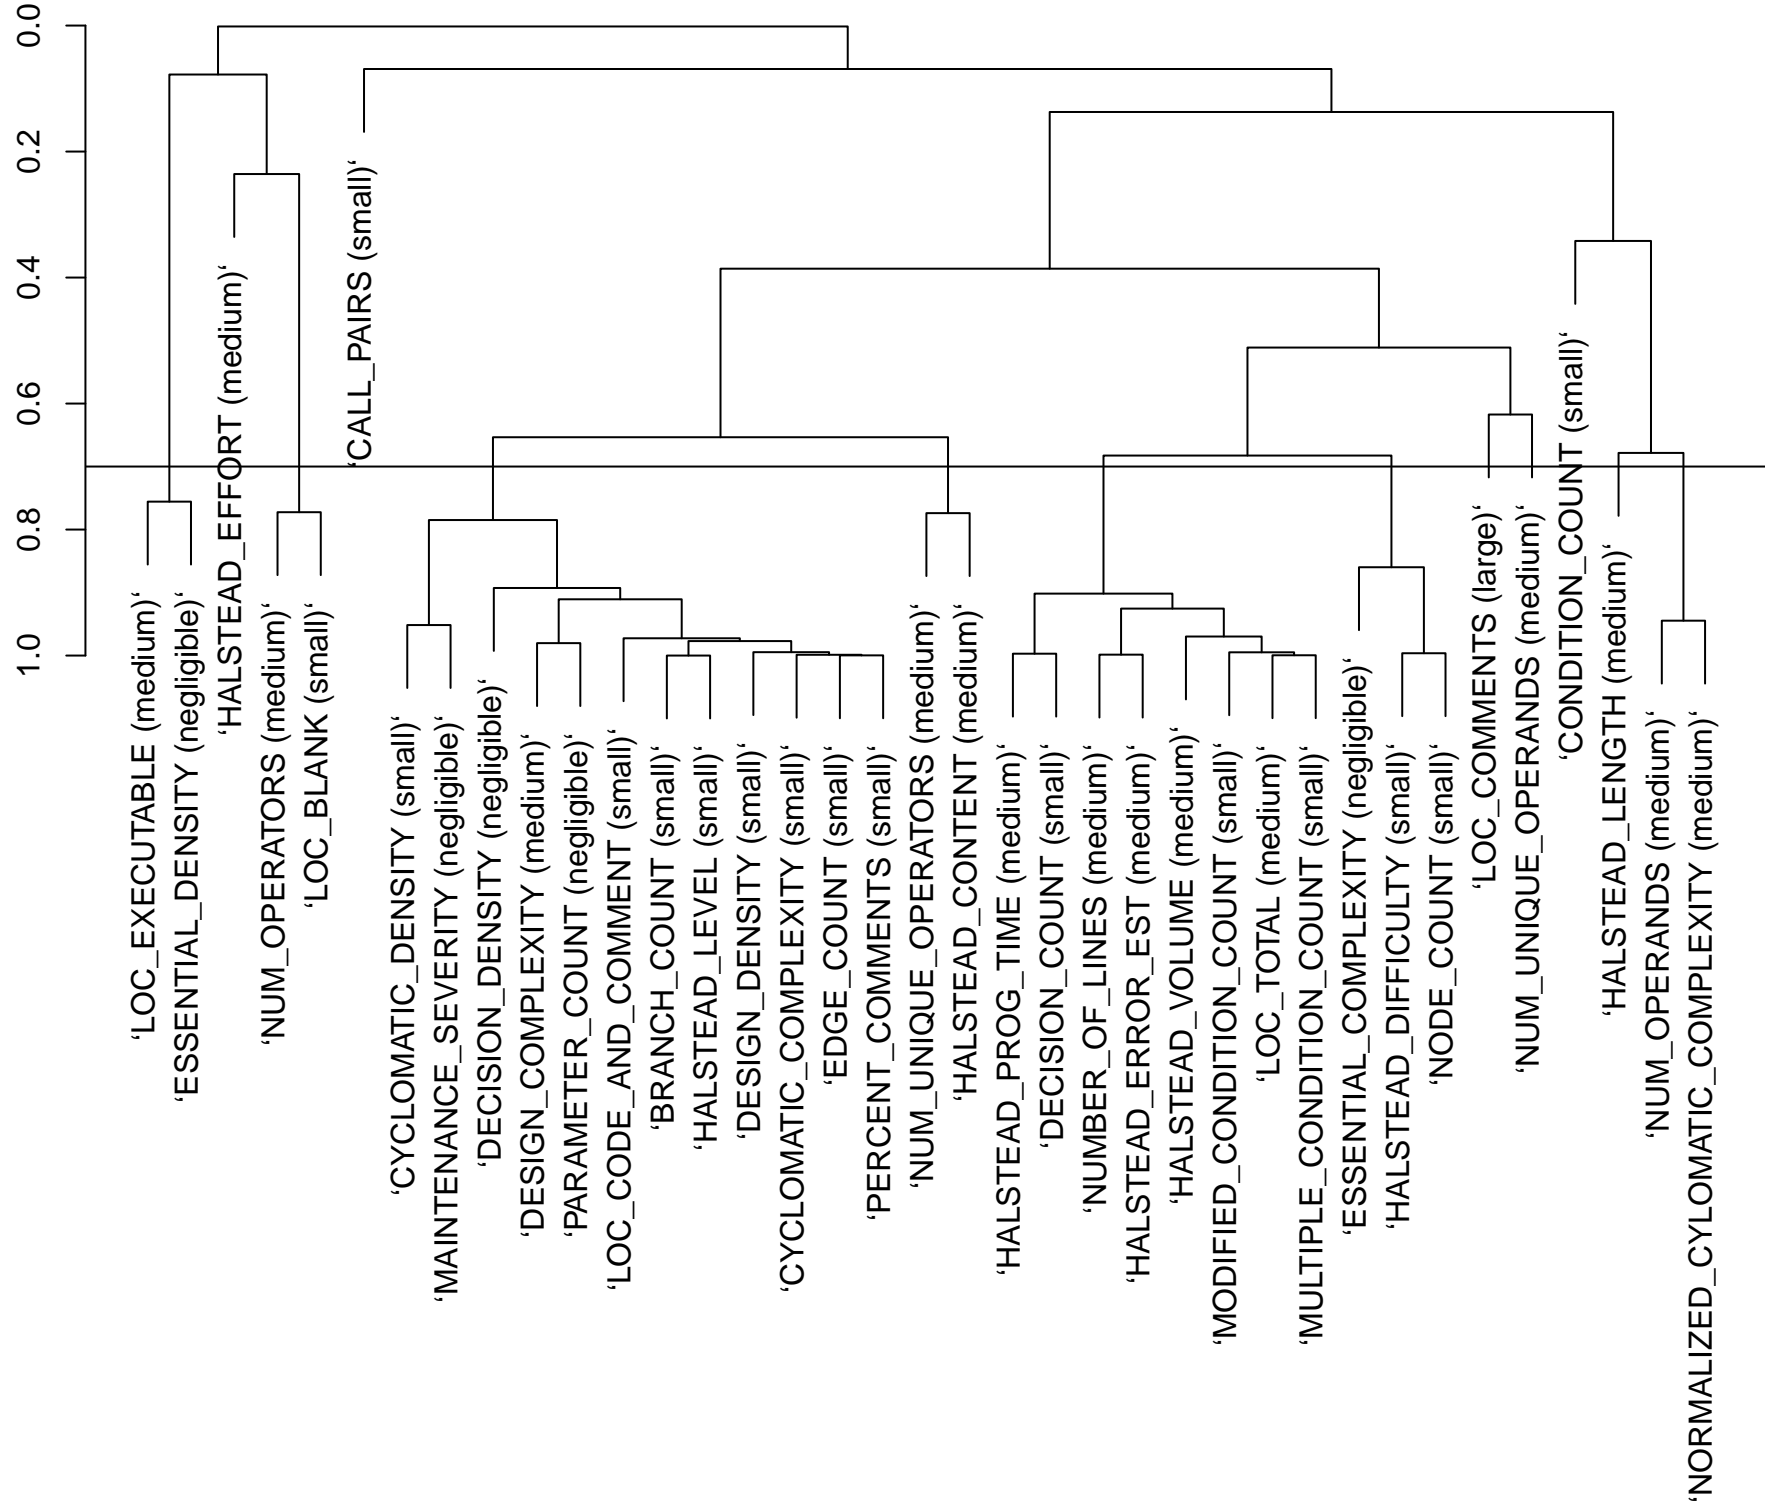 0.0
0.2
0.4
0.6
0.8
1.0
‘LOC_EXECUTABLE (medium)‘
‘ESSENTIAL_DENSITY (negligible)‘
‘HALSTEAD_EFFORT (medium)‘
‘NUM_OPERATORS (medium)‘
‘LOC_BLANK (small)‘
‘CALL_PAIRS (small)‘
‘CYCLOMATIC_DENSITY (small)‘
‘MAINTENANCE_SEVERITY (negligible)‘
‘DECISION_DENSITY (negligible)‘
‘DESIGN_COMPLEXITY (medium)‘
‘PARAMETER_COUNT (negligible)‘
‘LOC_CODE_AND_COMMENT (small)‘
‘BRANCH_COUNT (small)‘
‘HALSTEAD_LEVEL (small)‘
‘DESIGN_DENSITY (small)‘
‘CYCLOMATIC_COMPLEXITY (small)‘
‘EDGE_COUNT (small)‘
‘PERCENT_COMMENTS (small)‘
‘NUM_UNIQUE_OPERATORS (medium)‘
‘HALSTEAD_CONTENT (medium)‘
‘HALSTEAD_PROG_TIME (medium)‘
‘DECISION_COUNT (small)‘
‘NUMBER_OF_LINES (medium)‘
‘HALSTEAD_ERROR_EST (medium)‘
‘HALSTEAD_VOLUME (medium)‘
‘MODIFIED_CONDITION_COUNT (small)‘
‘LOC_TOTAL (medium)‘
‘MULTIPLE_CONDITION_COUNT (small)‘
‘ESSENTIAL_COMPLEXITY (negligible)‘
‘HALSTEAD_DIFFICULTY (small)‘
‘NODE_COUNT (small)‘
‘LOC_COMMENTS (large)‘
‘NUM_UNIQUE_OPERANDS (medium)‘
‘CONDITION_COUNT (small)‘
‘HALSTEAD_LENGTH (medium)‘
‘NUM_OPERANDS (medium)‘
‘NORMALIZED_CYLOMATIC_COMPLEXITY (medium)‘